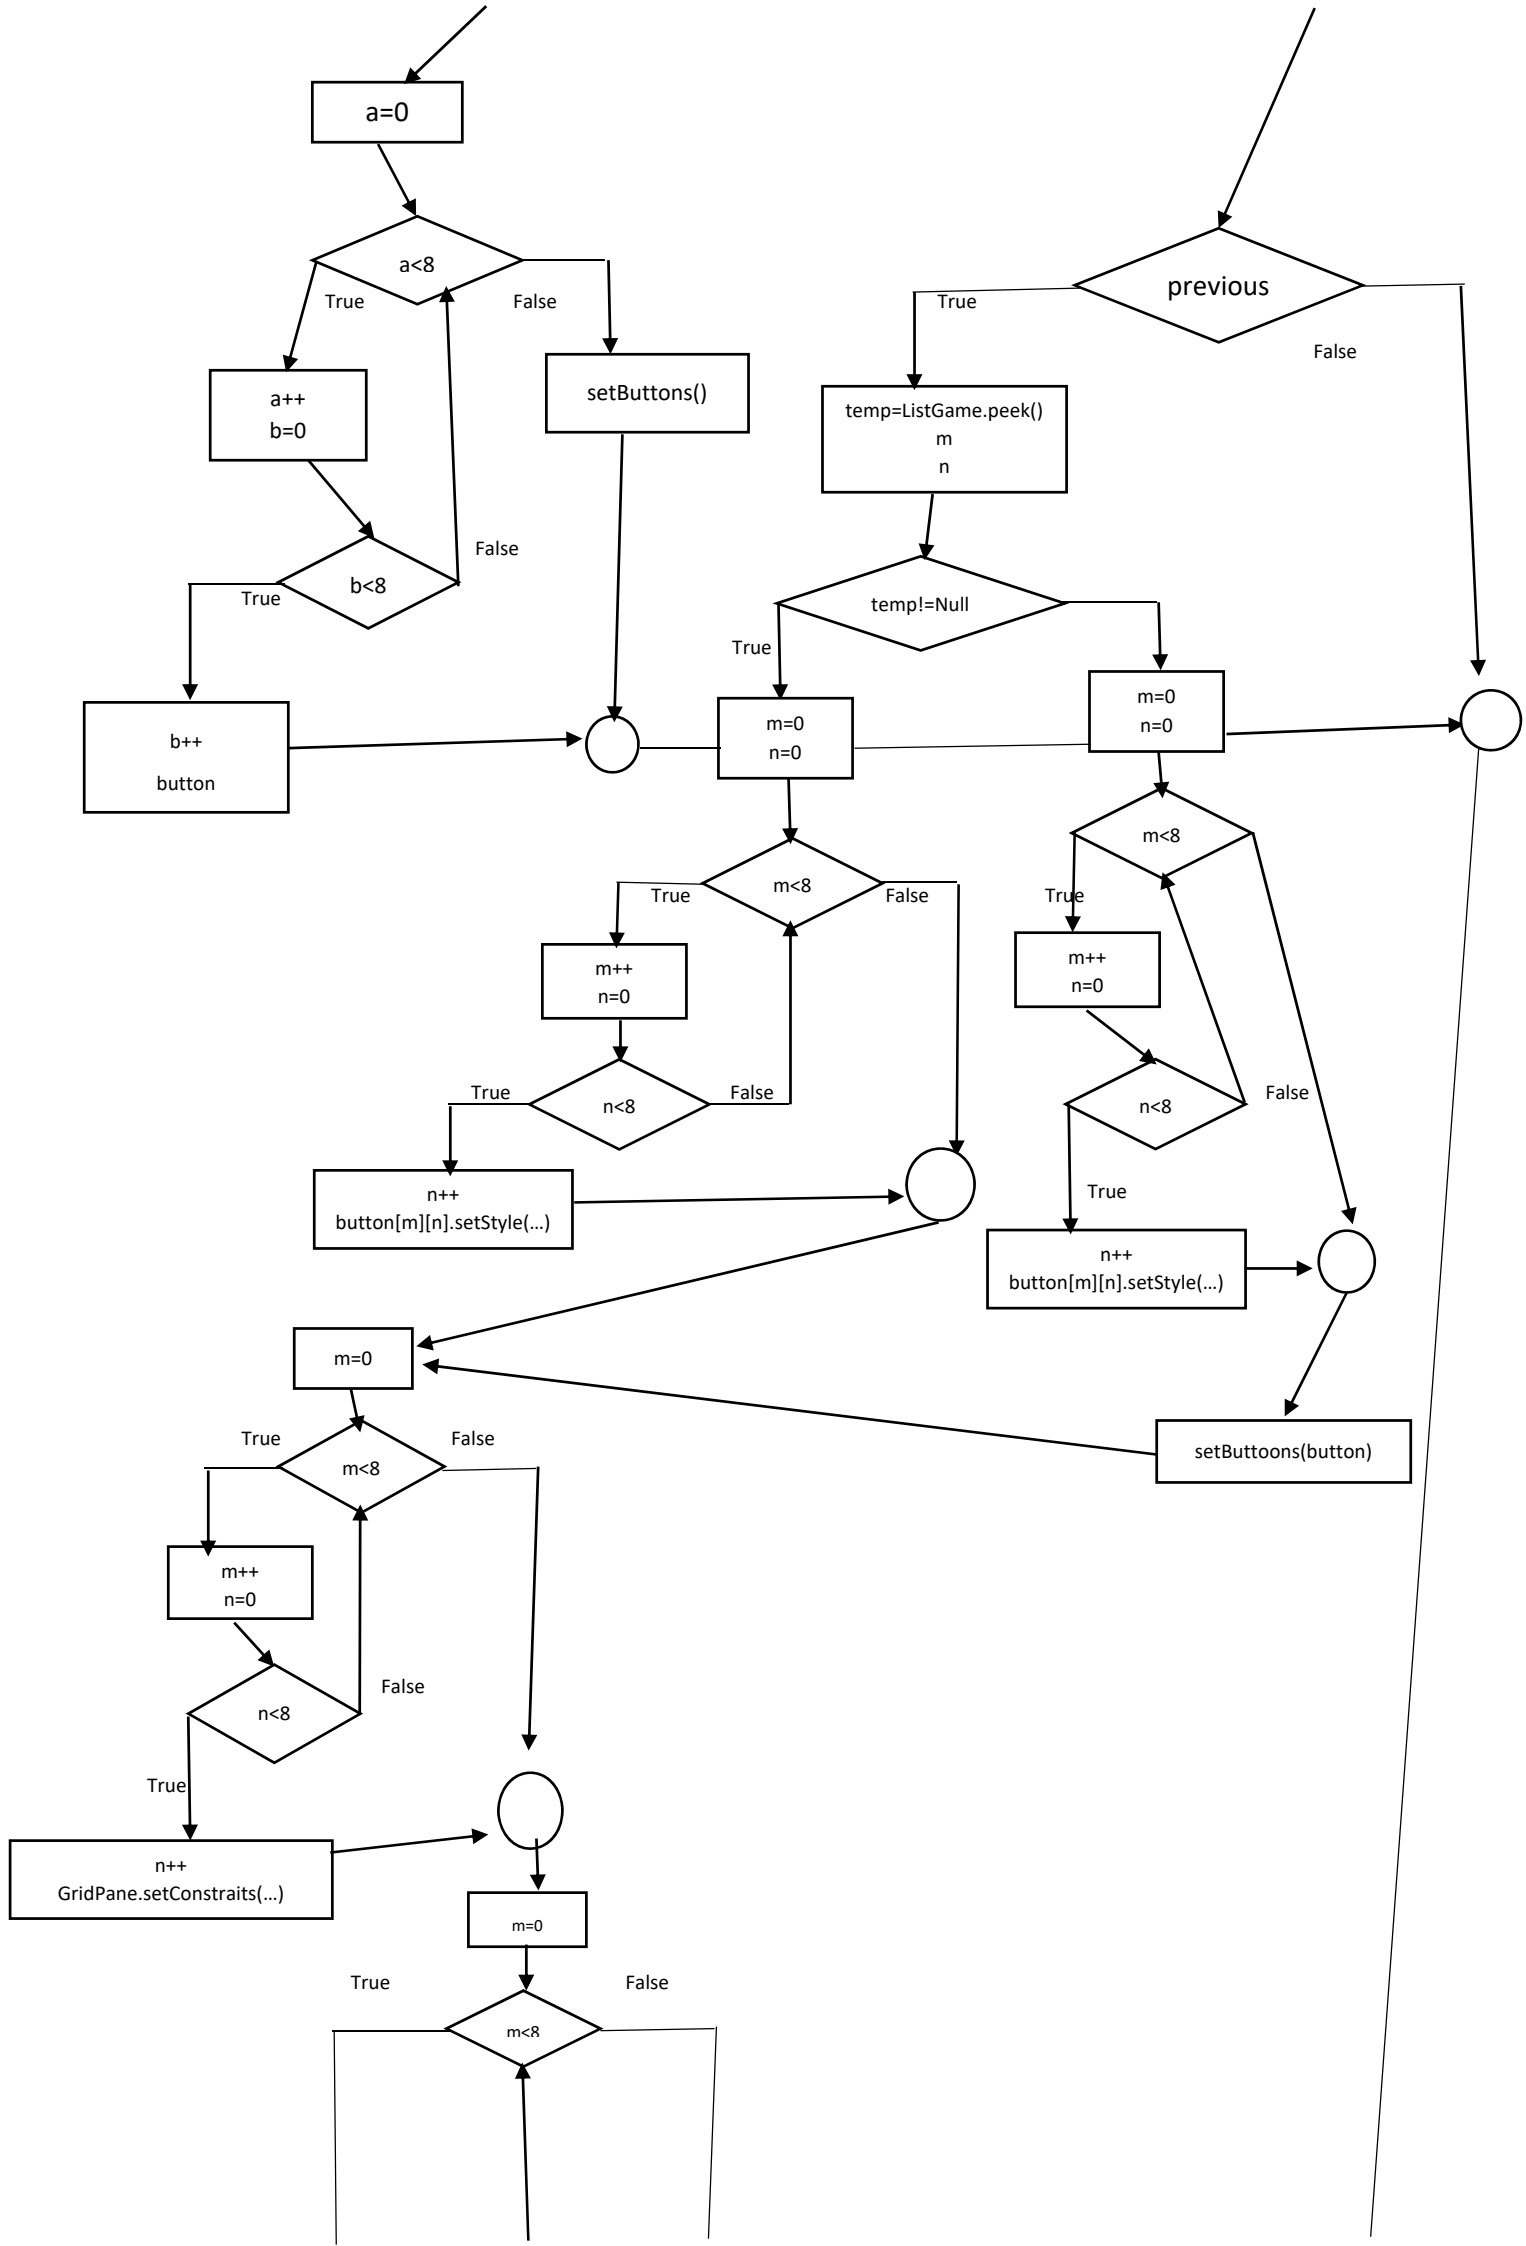 a=0
a<8
True
False
previous
True
False
a++
b=0
setButtons()
temp=ListGame.peek()
m
n
b<8
True
False
temp!=Null
True
b++
button
m=0
n=0
m=0
n=0
m<8
True
False
m<8
True
m++
n=0
m++
n=0
n<8
True
False
n<8
False
True
n++
button[m][n].setStyle(…)
n++
button[m][n].setStyle(…)
m=0
setButtoons(button)
m<8
True
False
m++
n=0
n<8
False
True
n++
GridPane.setConstraits(…)
m=0
True
False
m<8